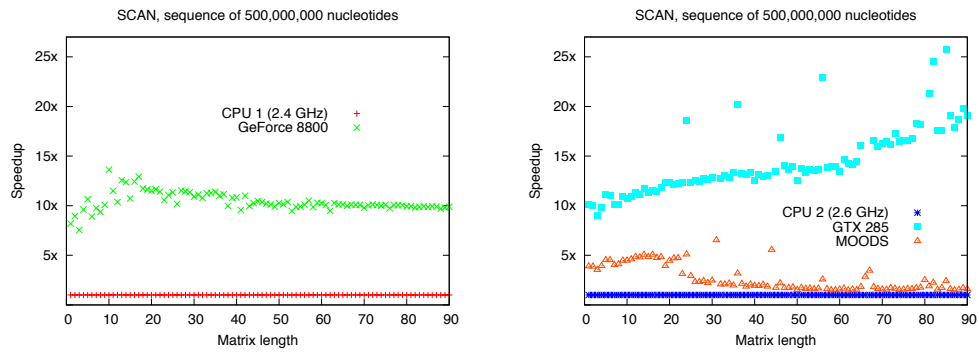 SCAN, sequence of 500,000,000 nucleotides
25x
20x
15x
10x
5x
Speedup
CPU 1 (2.4 GHz)
GeForce 8800
0 10 20 30 40 50 60 70 80 90
Matrix length
SCAN, sequence of 500,000,000 nucleotides
25x
20x
15x
10x
5x
Speedup
CPU 2 (2.6 GHz)
GTX 285
MOODS
0 10 20 30 40 50 60 70 80 90
Matrix length